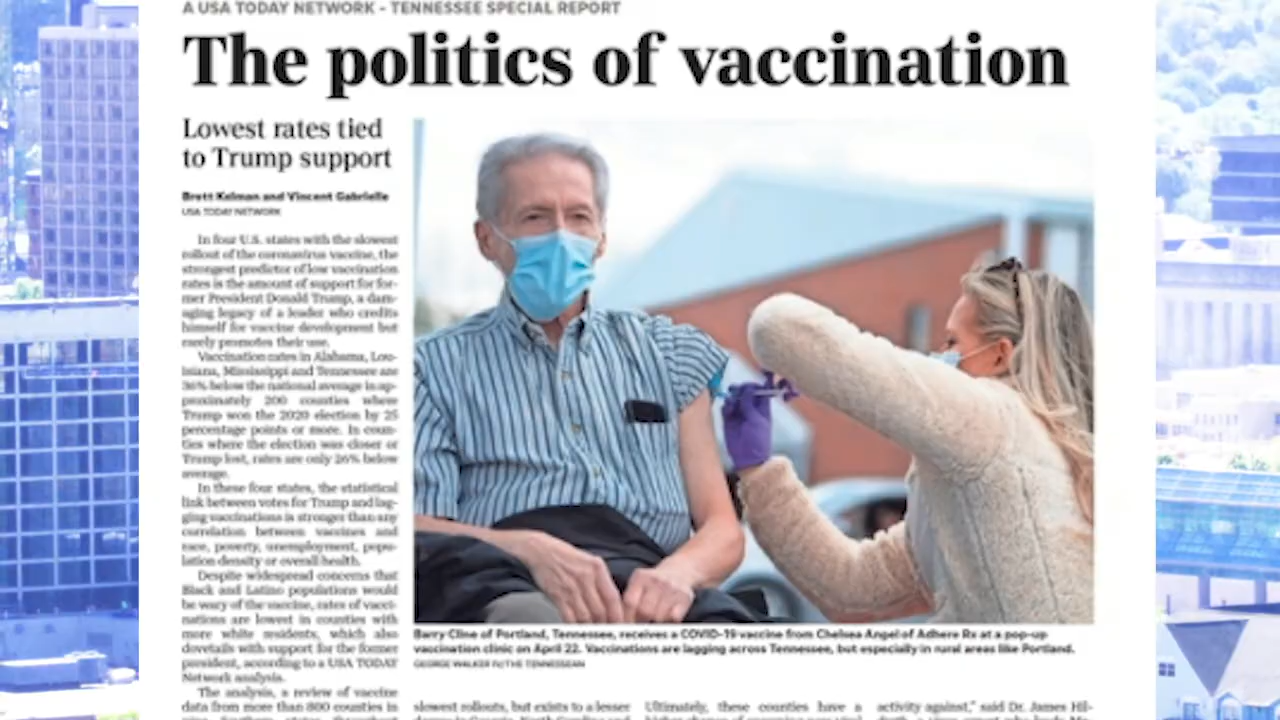 A USA TODAY NETWORK - TENNESSEE SPECIAL REPORT
The politics of vaccination
Lowest rates tied
to Trump support
Brett Kelman and Vincent Gabrielle
USA TODAY NETWORK
In four U.S. states with the slowest
rollout of the coronavirus vaccine, the
strongest predictor of low vaccination
rates is the amount of support for for-
mer President Donald Trump, a dam-
aging legacy of a leader who credits
himself for vaccine development but
rarely promotes their use.
Vaccination rates in Alabama, Lou-
isiana, Mississippi and Tennessee are
36% below the national average in ap-
proximately 200 counties where
Trump won the 2020 election by 25
percentage points or more. In coun-
ties where the election was closer or
Trump lost, rates are only 26% below
average.
In these four states, the statistical
link between votes for Trump and lag-
ging vaccinations is stronger than any
correlation between vaccines and
race, poverty, unemployment, popu-
lation density or overall health.
Despite widespread concerns that
Black and Latino populations would
be wary of the vaccine, rates of vacci-
nations are lowest in counties with
more white residents, which also
dovetails with support for the former
president, according to a USA TODAY
Network analysis.
The analysis, a review of vaccine
data from more than 800 counties in
Barry Cline of Portland, Tennessee, receives a COVID-19 vaccine from Chelsea Angel of Adhere Rx at a pop-up
vaccination clinic on April 22. Vaccinations are lagging across Tennessee, but especially in rural areas like Portland.
GEORGE WALKER IV/THE TENNESSEAN
slowest rollouts, but exists to a lesser
Ultimately, these counties have a
activity against," said Dr. James Hil-